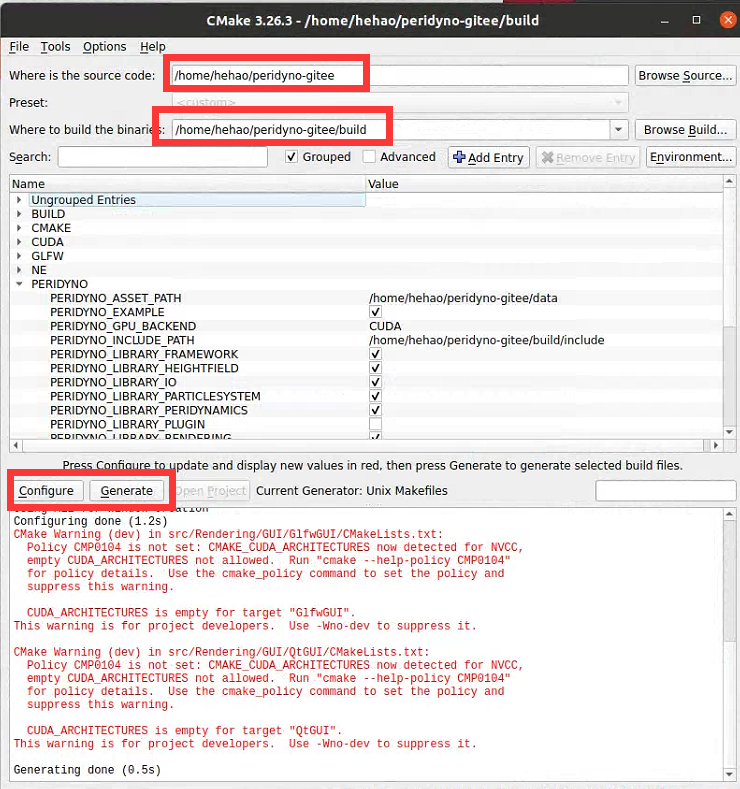 CMake 3.26.3 - /home/hehao/peridyno-gitee/build
File Tools Options Help
Where is the source code: /home/hehao/peridyno-gitee Browse Source...
Preset: <custom>
Where to build the binaries: /home/hehao/peridyno-gitee/build Browse Build...
Search: Grouped Advanced Add Entry Remove Entry Environment...
Name Value
Ungrouped Entries
BUILD
CMAKE
CUDA
GLFW
NE
PERIDYNO
PERIDYNO_ASSET_PATH /home/hehao/peridyno-gitee/data
PERIDYNO_EXAMPLE
PERIDYNO_GPU_BACKEND CUDA
PERIDYNO_INCLUDE_PATH /home/hehao/peridyno-gitee/build/include
PERIDYNO_LIBRARY_FRAMEWORK
PERIDYNO_LIBRARY_HEIGHTFIELD
PERIDYNO_LIBRARY_IO
PERIDYNO_LIBRARY_PARTICLESYSTEM
PERIDYNO_LIBRARY_PERIDYNAMICS
PERIDYNO_LIBRARY_PLUGIN
PERIDYNO_LIBRARY_RENDERING
Press Configure to update and display new values in red, then press Generate to generate selected build files.
Configure Generate Open Project Current Generator: Unix Makefiles
Configuring done (1.2s)
CMake Warning (dev) in src/Rendering/GUI/GlfwGUI/CMakeLists.txt:
Policy CMP0104 is not set: CMAKE_CUDA_ARCHITECTURES now detected for NVCC,
empty CUDA_ARCHITECTURES not allowed. Run "cmake --help-policy CMP0104"
for policy details. Use the cmake_policy command to set the policy and
suppress this warning.
CUDA_ARCHITECTURES is empty for target "GlfwGUI".
This warning is for project developers. Use -Wno-dev to suppress it.
CMake Warning (dev) in src/Rendering/GUI/QtGUI/CMakeLists.txt:
Policy CMP0104 is not set: CMAKE_CUDA_ARCHITECTURES now detected for NVCC,
empty CUDA_ARCHITECTURES not allowed. Run "cmake --help-policy CMP0104"
for policy details. Use the cmake_policy command to set the policy and
suppress this warning.
CUDA_ARCHITECTURES is empty for target "QtGUI".
This warning is for project developers. Use -Wno-dev to suppress it.
Generating done (0.5s)